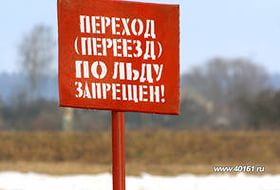 ПЕРЕХОД
(ПЕРЕЕЗД)
ПО ЛЬДУ
ЗАПРЕЩЕН!
www.40161.ru